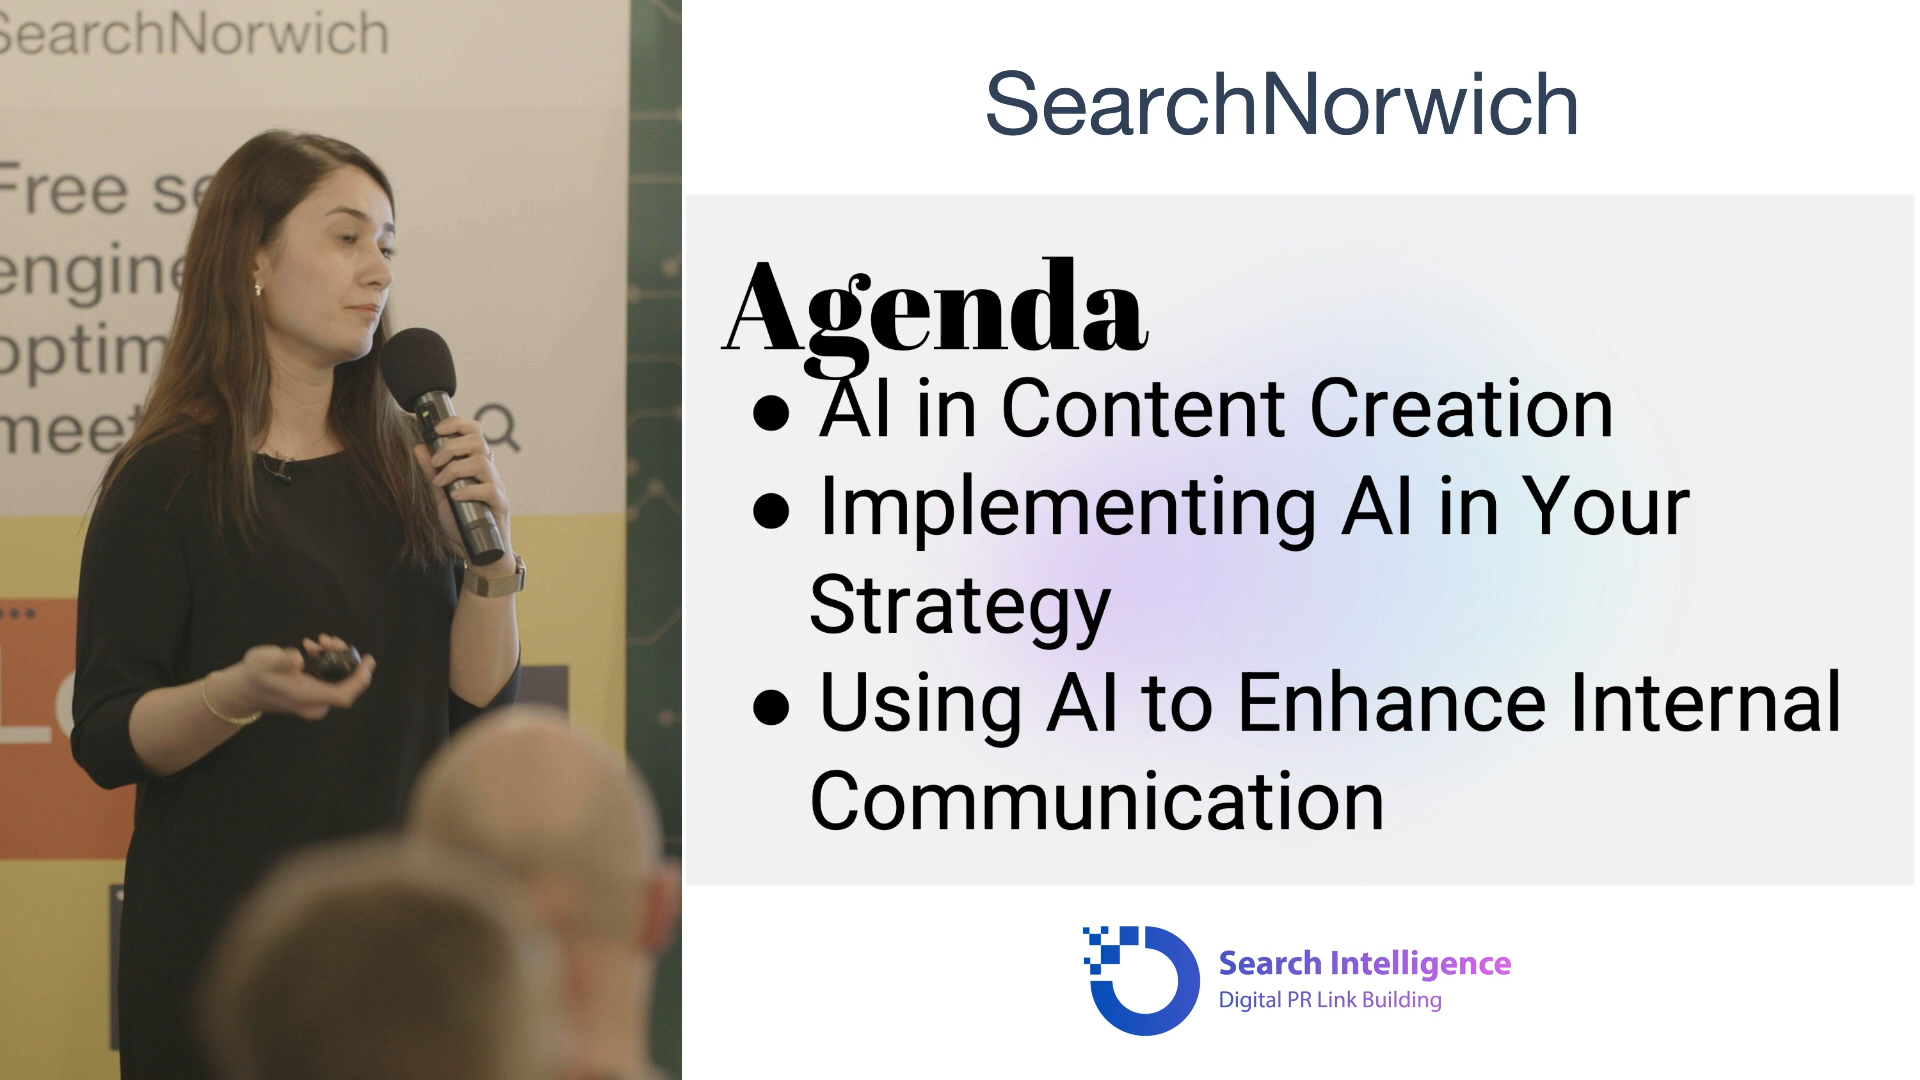 SearchNorwich
Free se
engine
optim
meet
SearchNorwich
Agenda
● AI in Content Creation
● Implementing AI in Your
Strategy
● Using AI to Enhance Internal
Communication
Search Intelligence
Digital PR Link Building